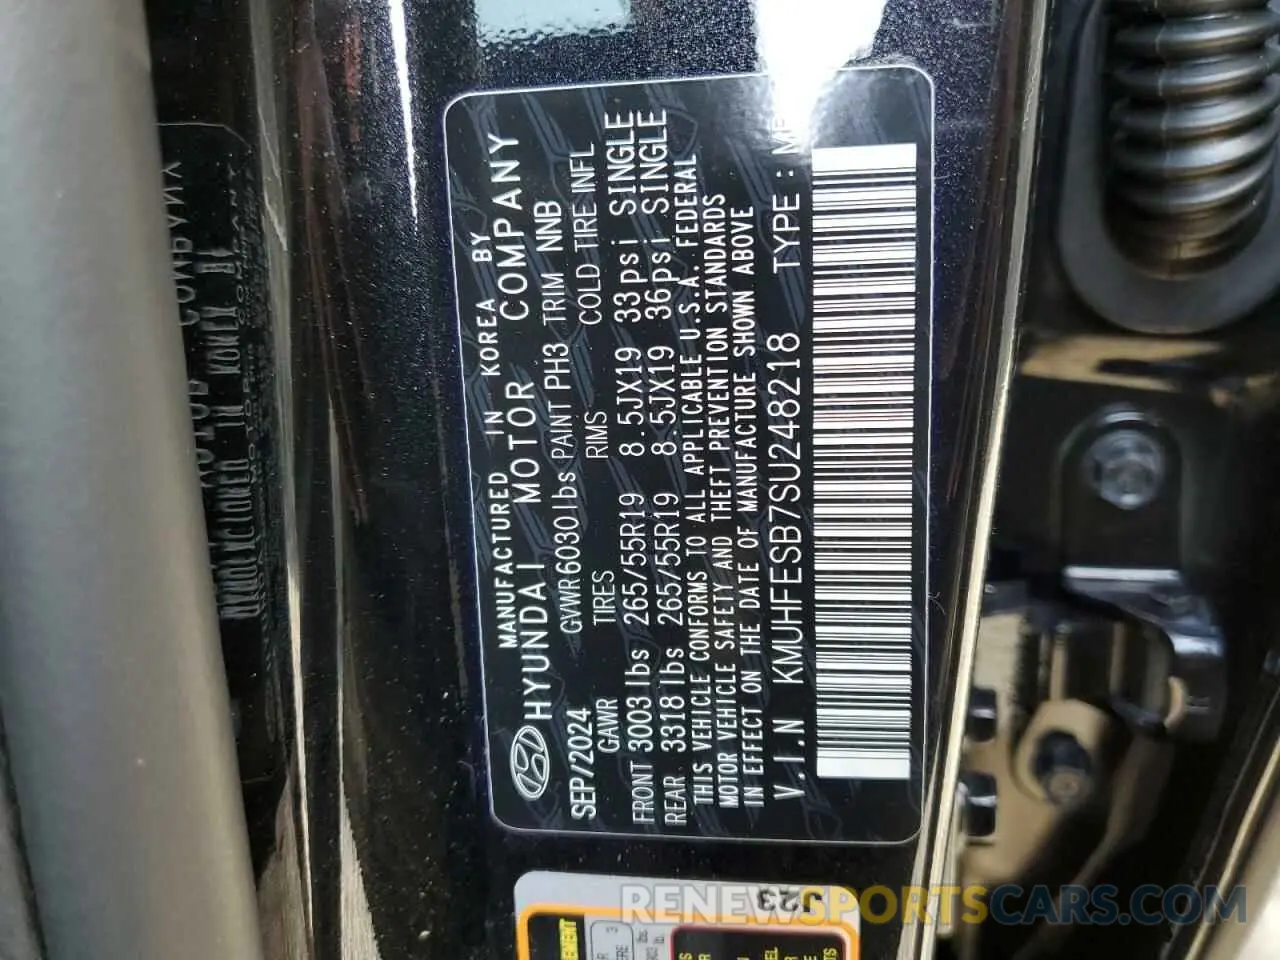 MANUFACTURED IN KOREA BY
HYUNDAI MOTOR COMPANY
SEP/2024 GVWR 6030lbs PAINT PH3 TRIM NNB
GAWR TIRES RIMS COLD TIRE INFL
FRONT 3003lbs 265/55R19 8.5JX19 33psi SINGLE
REAR 3318lbs 265/55R19 8.5JX19 36psi SINGLE
THIS VEHICLE CONFORMS TO ALL APPLICABLE U.S.A. FEDERAL
MOTOR VEHICLE SAFETY AND THEFT PREVENTION STANDARDS
IN EFFECT ON THE DATE OF MANUFACTURE SHOWN ABOVE
V.I.N KMUHFESB7SU248218 TYPE :
J23
RENEWSPORTSCARS.COM